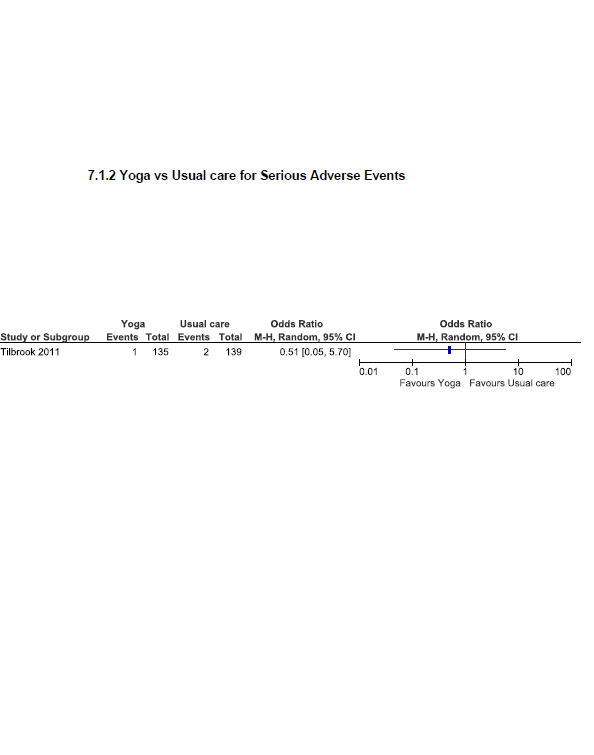 7.1.2 Yoga vs Usual care for Serious Adverse Events
Yoga Usual care Odds Ratio Odds Ratio
Study or Subgroup Events Total Events Total M-H, Random, 95% CI M-H, Random, 95% CI
Tilbrook 2011 1 135 2 139 0.51 [0.05, 5.70]
0.01 0.1 1 10 100
Favours Yoga Favours Usual care